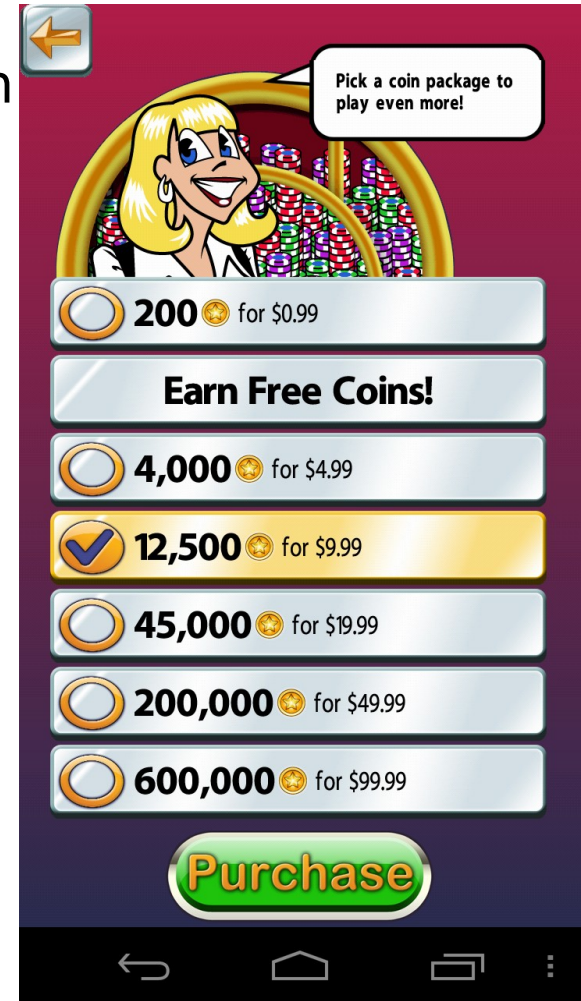 n
Pick a coin package to
play even more!
200 for $0.99
Earn Free Coins!
4,000 for $4.99
12,500 for $9.99
45,000 for $19.99
200,000 for $49.99
600,000 for $99.99
Purchase